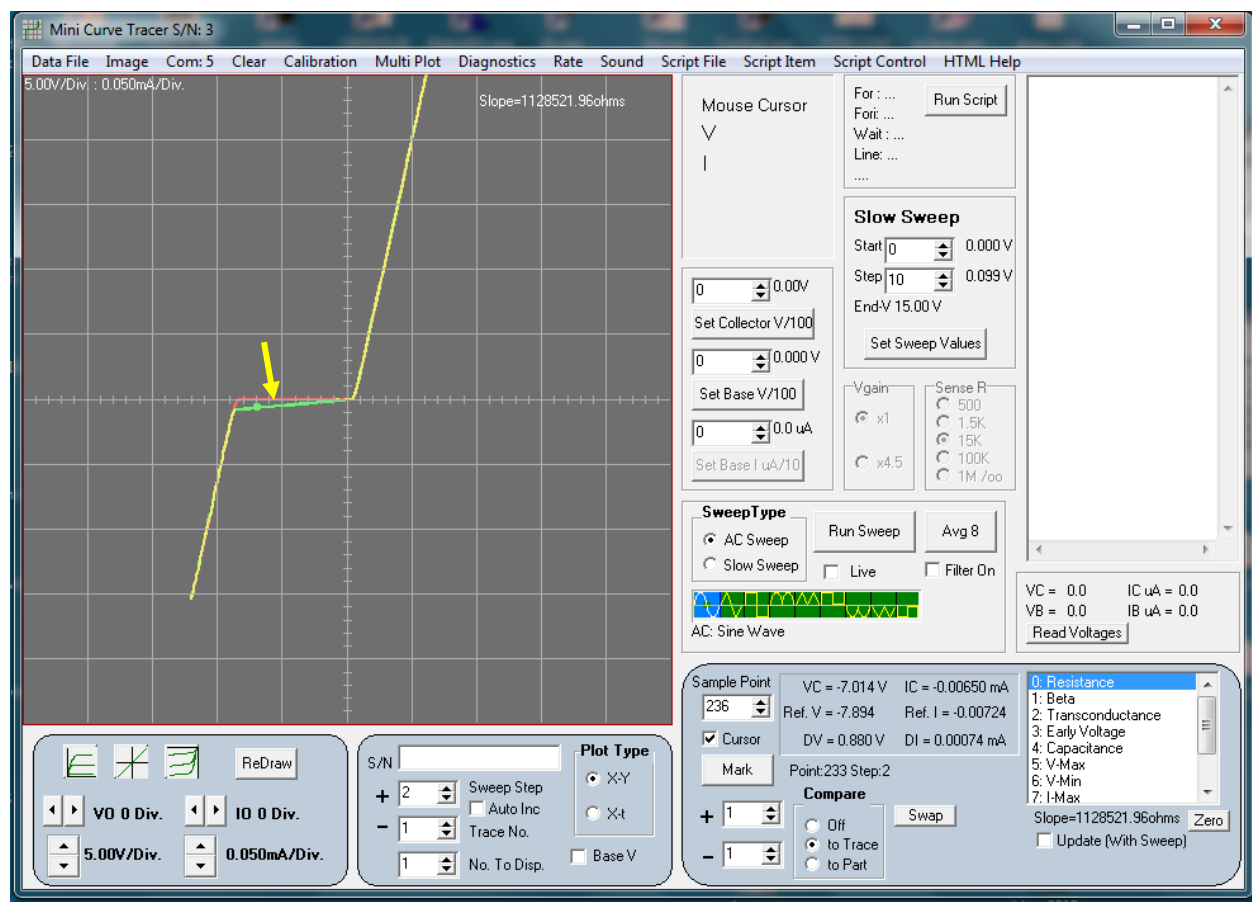 Mini Curve Tracer S/N: 3
Data File Image Com: 5 Clear Calibration Multi Plot Diagnostics Rate Sound Script File Script Item Script Control HTML Help
5.00V/Div. : 0.050mA/Div.
Slope=1128521.96ohms
Mouse Cursor
V
I
For : ...
Fori: ...
Wait : ...
Line: ...
....
Run Script
Slow Sweep
Start 0 0.000 V
Step 10 0.099 V
End-V 15.00 V
Set Sweep Values
0 0.00V
Set Collector V/100
0 0.000 V
Set Base V/100
0 0.0 uA
Set Base I uA/10
Vgain
x1
x4.5
Sense R
500
1.5K
15K
100K
1M /oo
SweepType
AC Sweep
Slow Sweep
Run Sweep
Avg 8
Live
Filter On
AC: Sine Wave
VC = 0.0 IC uA = 0.0
VB = 0.0 IB uA = 0.0
Read Voltages
Sample Point
236
Cursor
Mark
VC = -7.014 V IC = -0.00650 mA
Ref. V = -7.894 Ref. I = -0.00724
DV = 0.880 V DI = 0.00074 mA
Point:233 Step:2
+ 1
- 1
Compare
Off
to Trace
to Part
Swap
0: Resistance
1: Beta
2: Transconductance
3: Early Voltage
4: Capacitance
5: V-Max
6: V-Min
7: I-Max
Slope=1128521.96ohms Zero
Update (With Sweep)
ReDraw
VO 0 Div. IO 0 Div.
5.00V/Div. 0.050mA/Div.
S/N
+ 2 Sweep Step
Auto Inc
- 1 Trace No.
1 No. To Disp.
Plot Type
X-Y
X-t
Base V